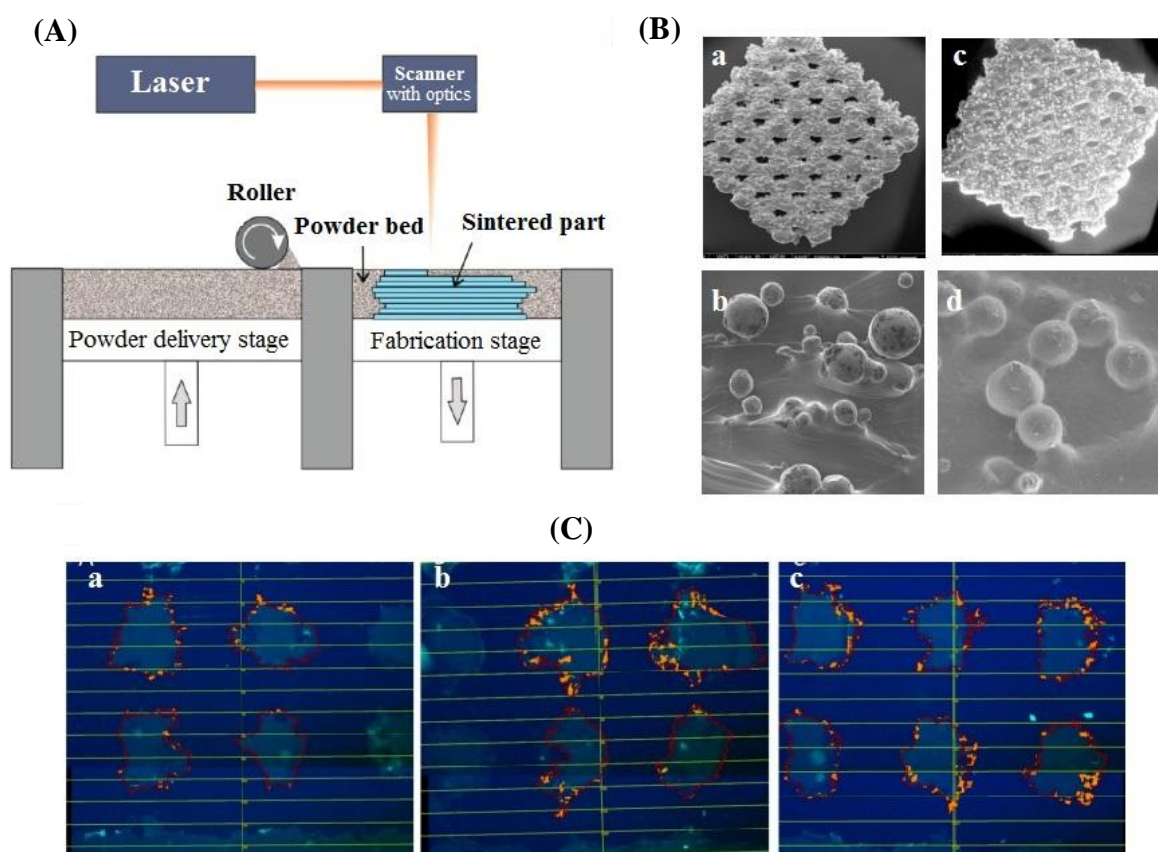 (A)
Laser
Scanner
with optics
Roller
Powder bed
Sintered part
Powder delivery stage
Fabrication stage
(B)
a
c
b
d
(C)
a
b
c